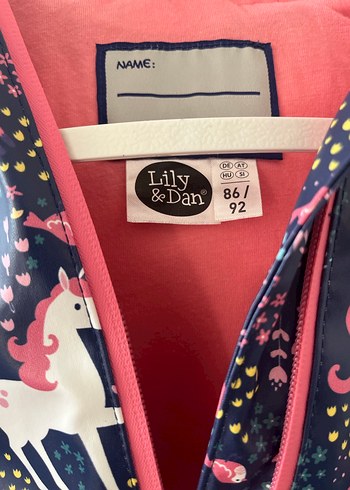 NAME:
Lily
&Dan®
DE AT
HU SI
86 /
92